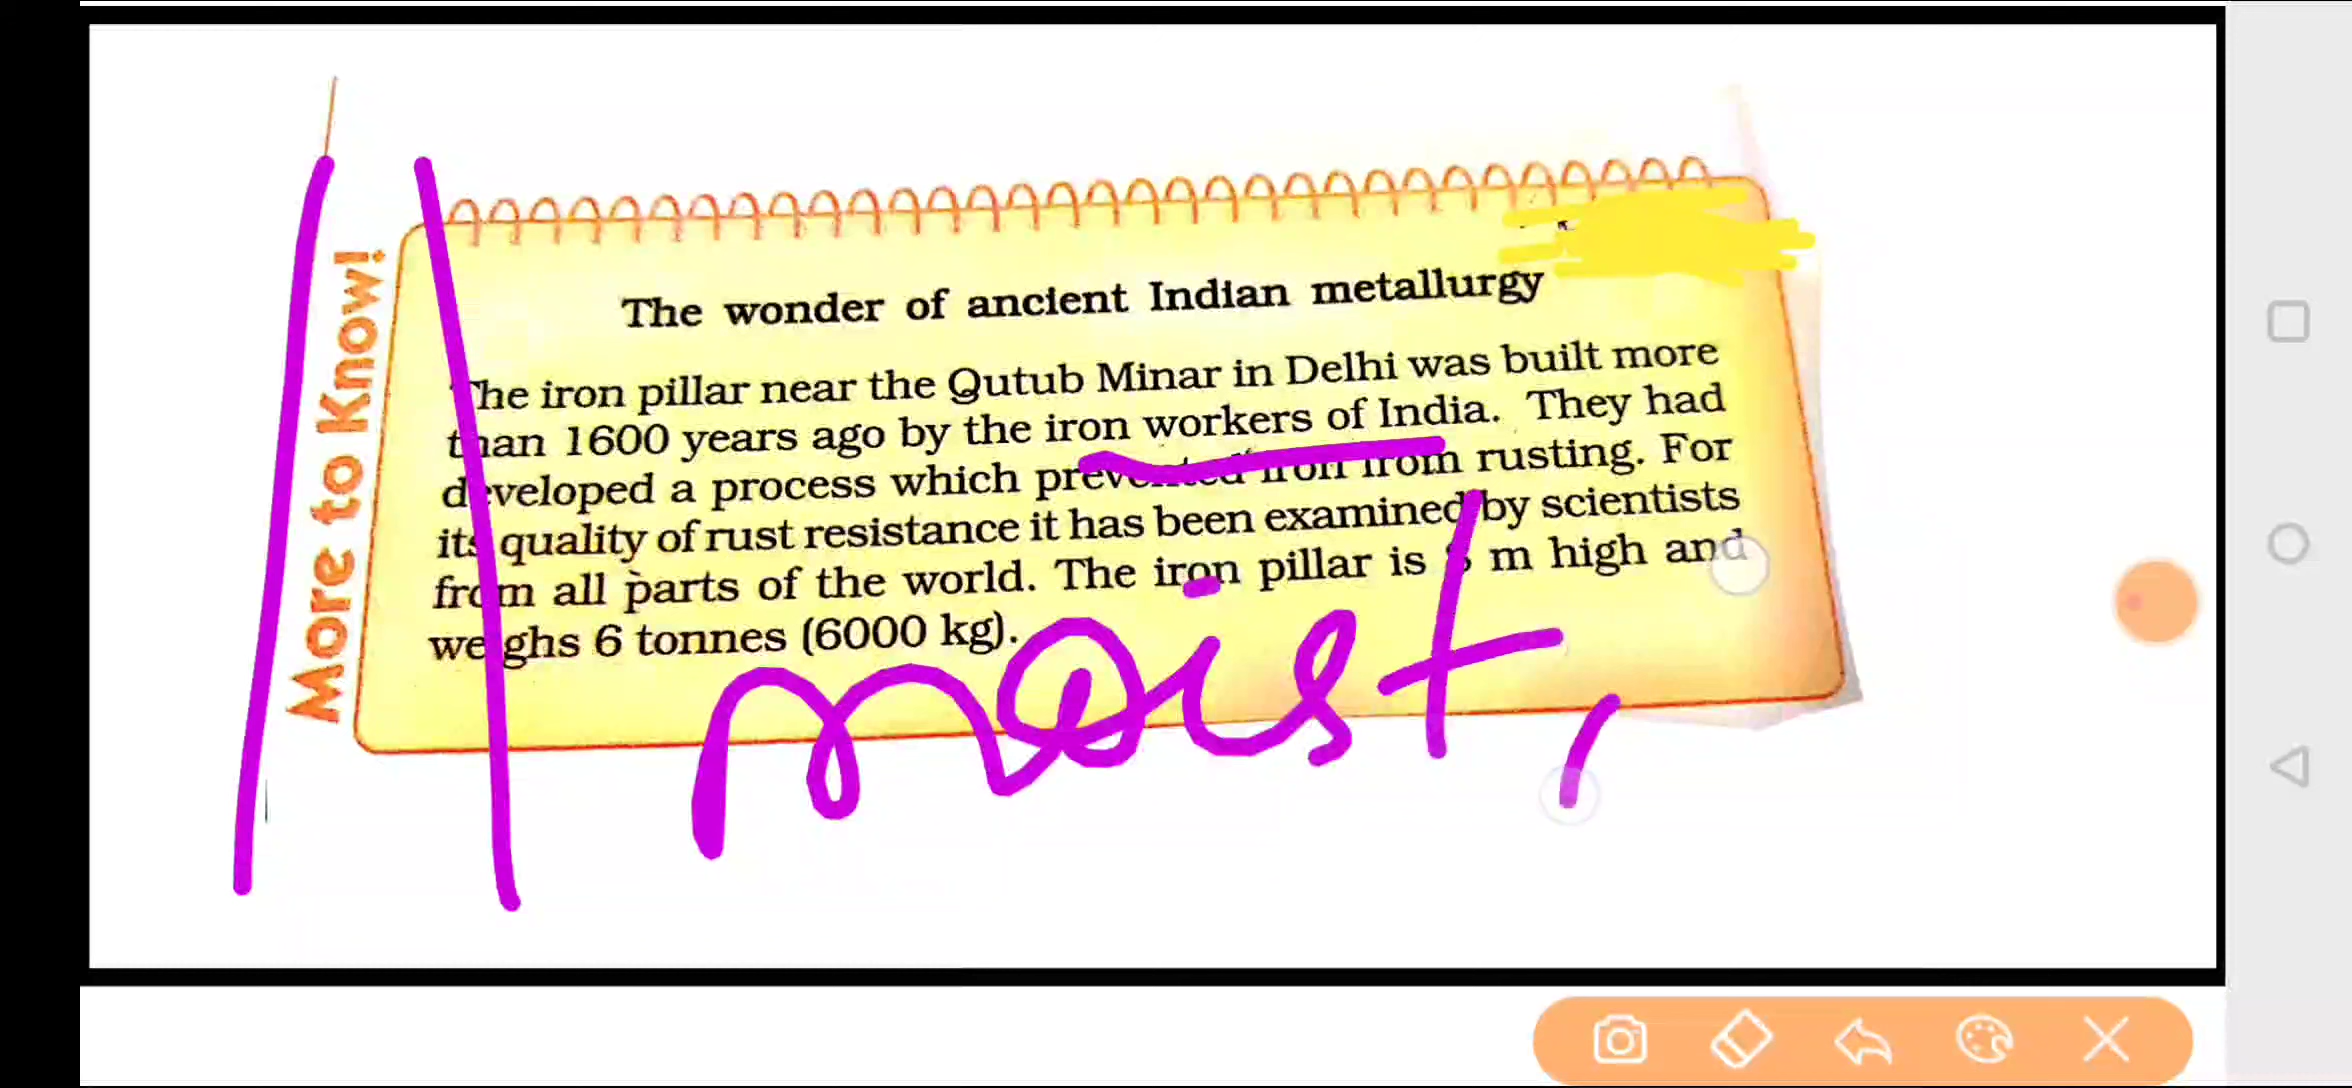 More to Know!
The wonder of ancient Indian metallurgy
The iron pillar near the Qutub Minar in Delhi was built more
than 1600 years ago by the iron workers of India. They had
developed a process which prevented iron from rusting. For
its quality of rust resistance it has been examined by scientists
from all parts of the world. The iron pillar is 8 m high and
weighs 6 tonnes (6000 kg).
moist,